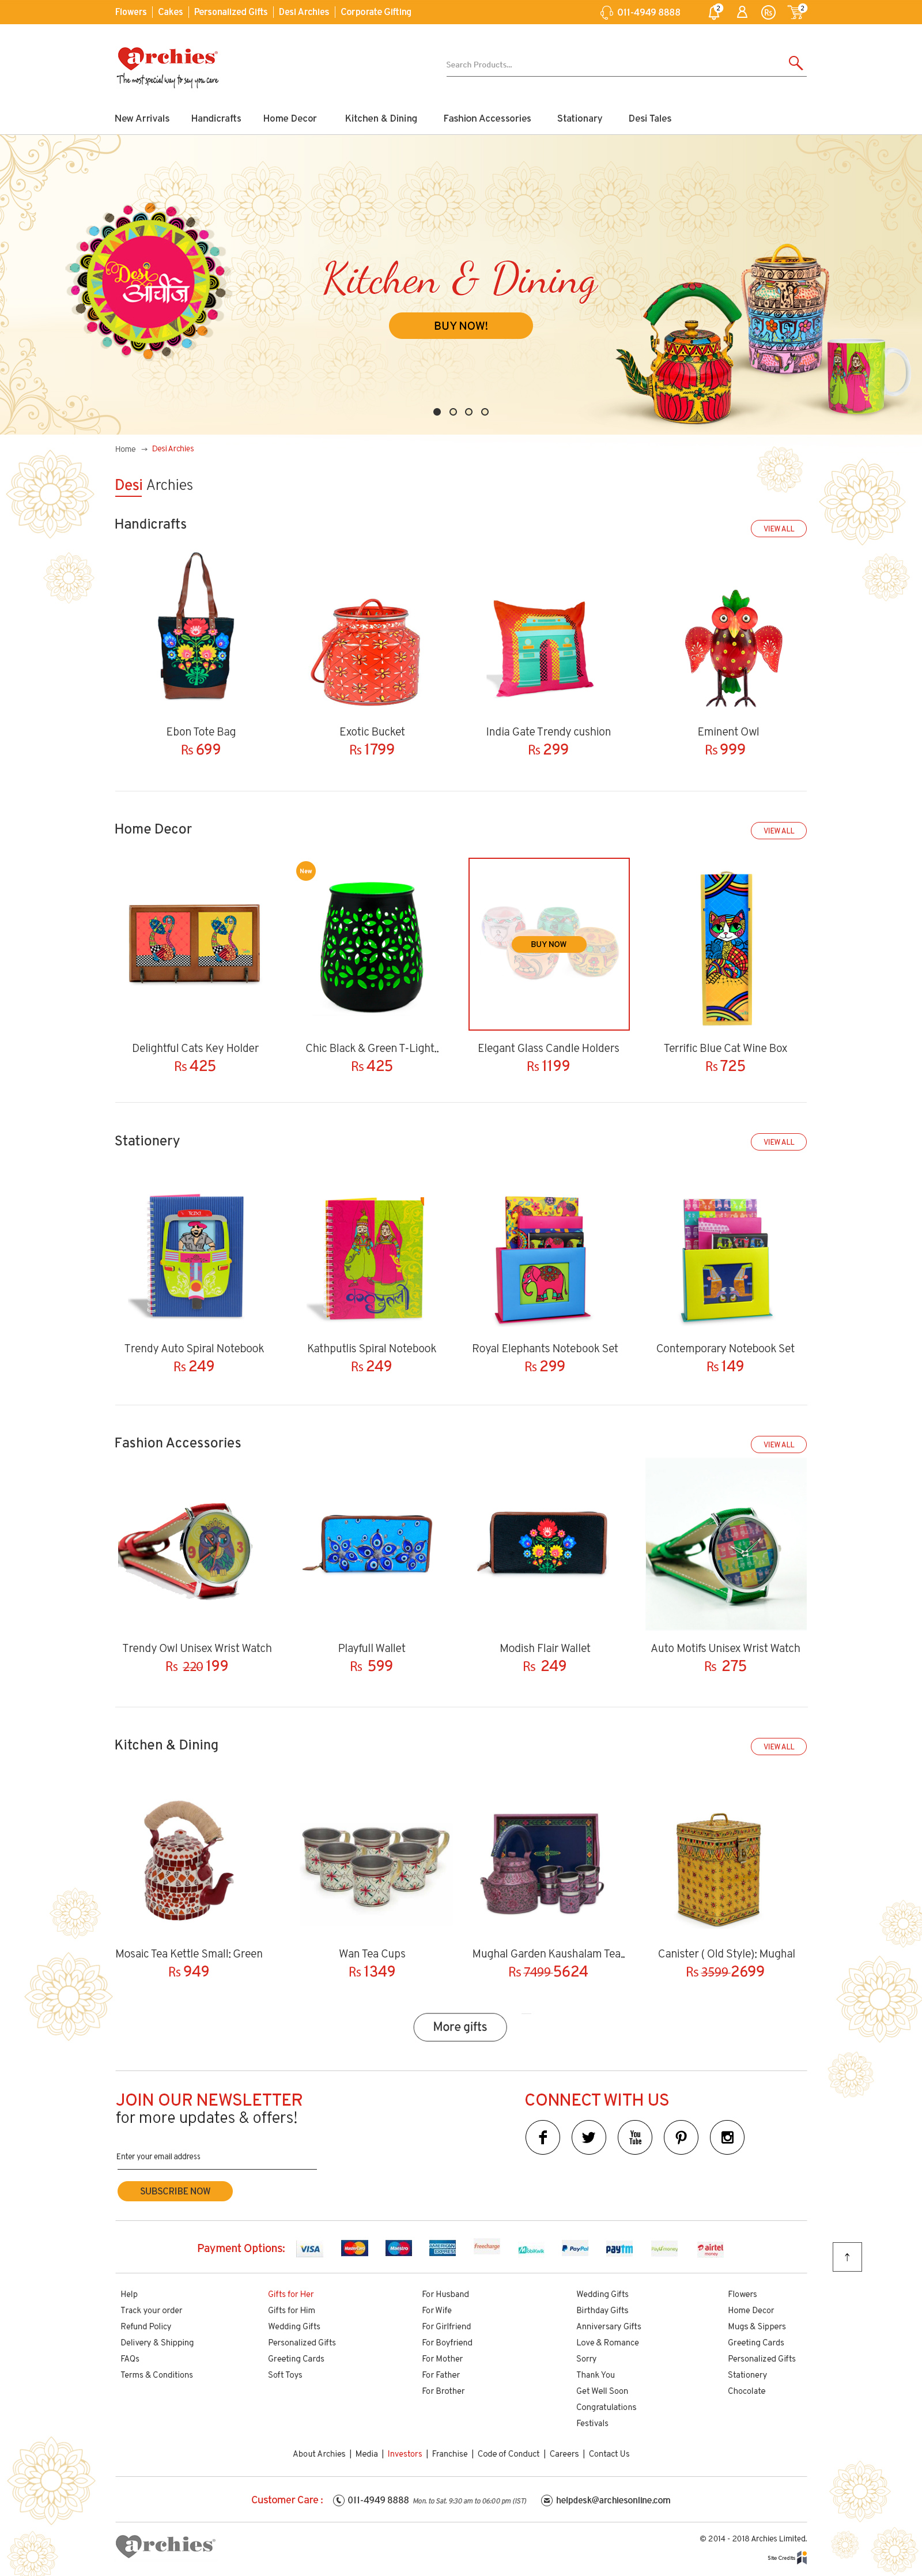 Flowers | Cakes | Personalized Gifts | Desi Archies | Corporate Gifting
011-4949 8888
2
Rs
2
archies
The most special way to say you care
Search Products...
New Arrivals Handicrafts Home Decor Kitchen & Dining Fashion Accessories Stationary Desi Tales
Desi
आर्चीज
Kitchen & Dining
BUY NOW!
Home → Desi Archies
Desi Archies
Handicrafts
VIEW ALL
Ebon Tote Bag Exotic Bucket India Gate Trendy cushion Eminent Owl
Rs 699 Rs 1799 Rs 299 Rs 999
Home Decor
VIEW ALL
New
BUY NOW
Delightful Cats Key Holder Chic Black & Green T-Light.. Elegant Glass Candle Holders Terrific Blue Cat Wine Box
Rs 425 Rs 425 Rs 1199 Rs 725
Stationery
VIEW ALL
कठपुतली
Trendy Auto Spiral Notebook Kathputlis Spiral Notebook Royal Elephants Notebook Set Contemporary Notebook Set
Rs 249 Rs 249 Rs 299 Rs 149
Fashion Accessories
VIEW ALL
9 3
Trendy Owl Unisex Wrist Watch Playfull Wallet Modish Flair Wallet Auto Motifs Unisex Wrist Watch
Rs 220 199 Rs 599 Rs 249 Rs 275
Kitchen & Dining
VIEW ALL
Mosaic Tea Kettle Small; Green Wan Tea Cups Mughal Garden Kaushalam Tea.. Canister ( Old Style); Mughal
Rs 949 Rs 1349 Rs 7499 5624 Rs 3599 2699
More gifts
JOIN OUR NEWSLETTER
for more updates & offers!
Enter your email address
SUBSCRIBE NOW
CONNECT WITH US
You
Tube
Payment Options:
VISA MasterCard Maestro AMERICAN EXPRESS Freecharge MobiKwik PayPal paytm PayUmoney airtel money
↑
Help
Track your order
Refund Policy
Delivery & Shipping
FAQs
Terms & Conditions
Gifts for Her
Gifts for Him
Wedding Gifts
Personalized Gifts
Greeting Cards
Soft Toys
For Husband
For Wife
For Girlfriend
For Boyfriend
For Mother
For Father
For Brother
Wedding Gifts
Birthday Gifts
Anniversary Gifts
Love & Romance
Sorry
Thank You
Get Well Soon
Congratulations
Festivals
Flowers
Home Decor
Mugs & Sippers
Greeting Cards
Personalized Gifts
Stationery
Chocolate
About Archies | Media | Investors | Franchise | Code of Conduct | Careers | Contact Us
Customer Care : 011-4949 8888 Mon. to Sat. 9:30 am to 06:00 pm (IST) helpdesk@archiesonline.com
archies
© 2014 - 2018 Archies Limited.
Site Credits